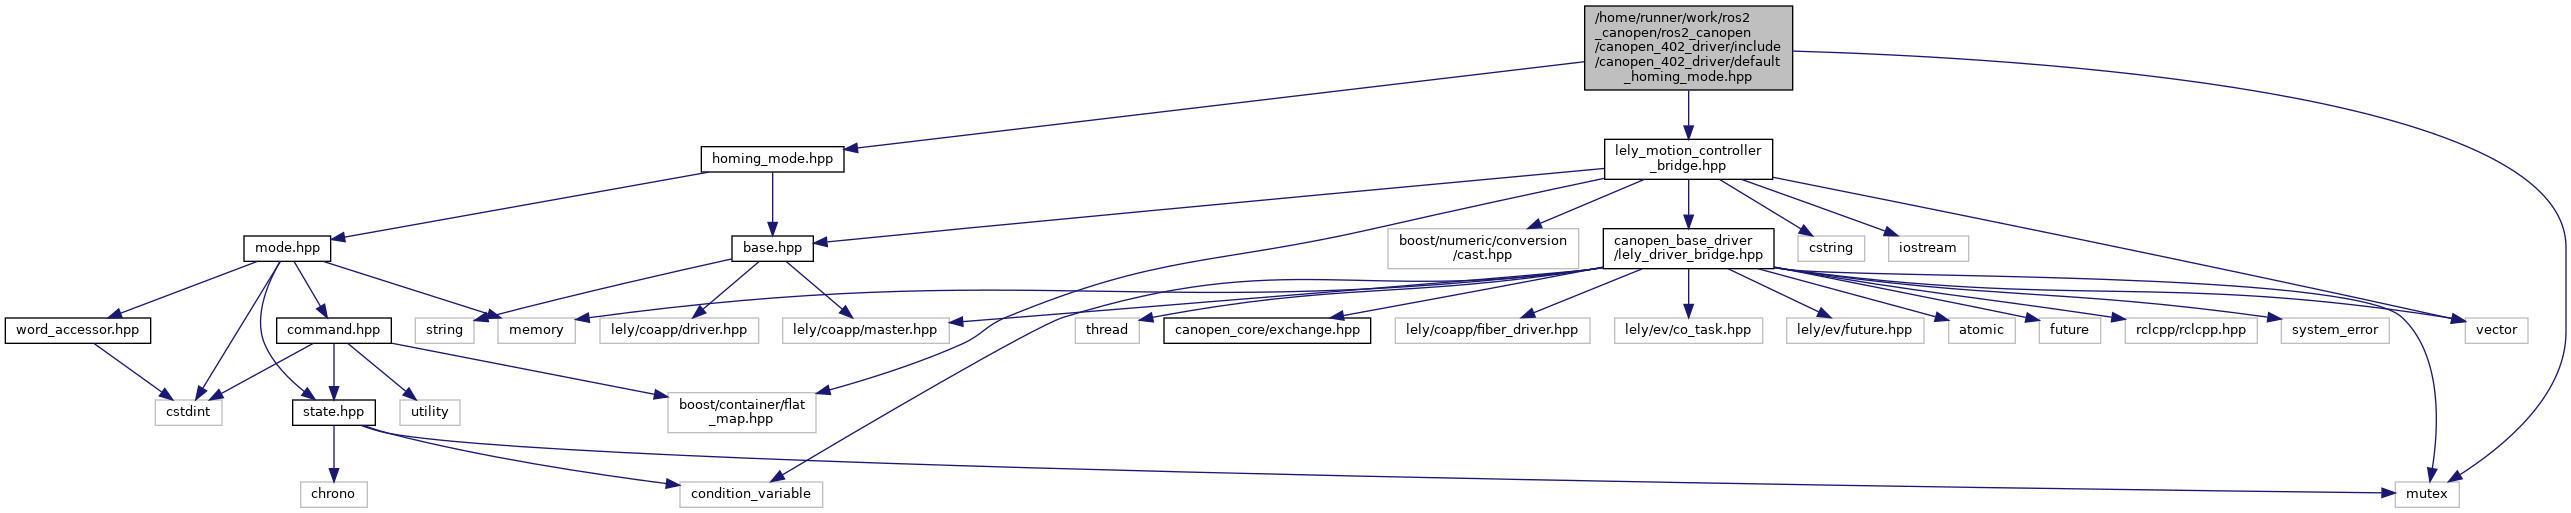 /home/runner/work/ros2
_canopen/ros2_canopen
/canopen_402_driver/include
/canopen_402_driver/default
_homing_mode.hpp
homing_mode.hpp
lely_motion_controller
_bridge.hpp
mode.hpp
base.hpp
boost/numeric/conversion
/cast.hpp
canopen_base_driver
/lely_driver_bridge.hpp
cstring
iostream
word_accessor.hpp
command.hpp
string
memory
lely/coapp/driver.hpp
lely/coapp/master.hpp
thread
canopen_core/exchange.hpp
lely/coapp/fiber_driver.hpp
lely/ev/co_task.hpp
lely/ev/future.hpp
atomic
future
rclcpp/rclcpp.hpp
system_error
vector
cstdint
state.hpp
utility
boost/container/flat
_map.hpp
chrono
condition_variable
mutex